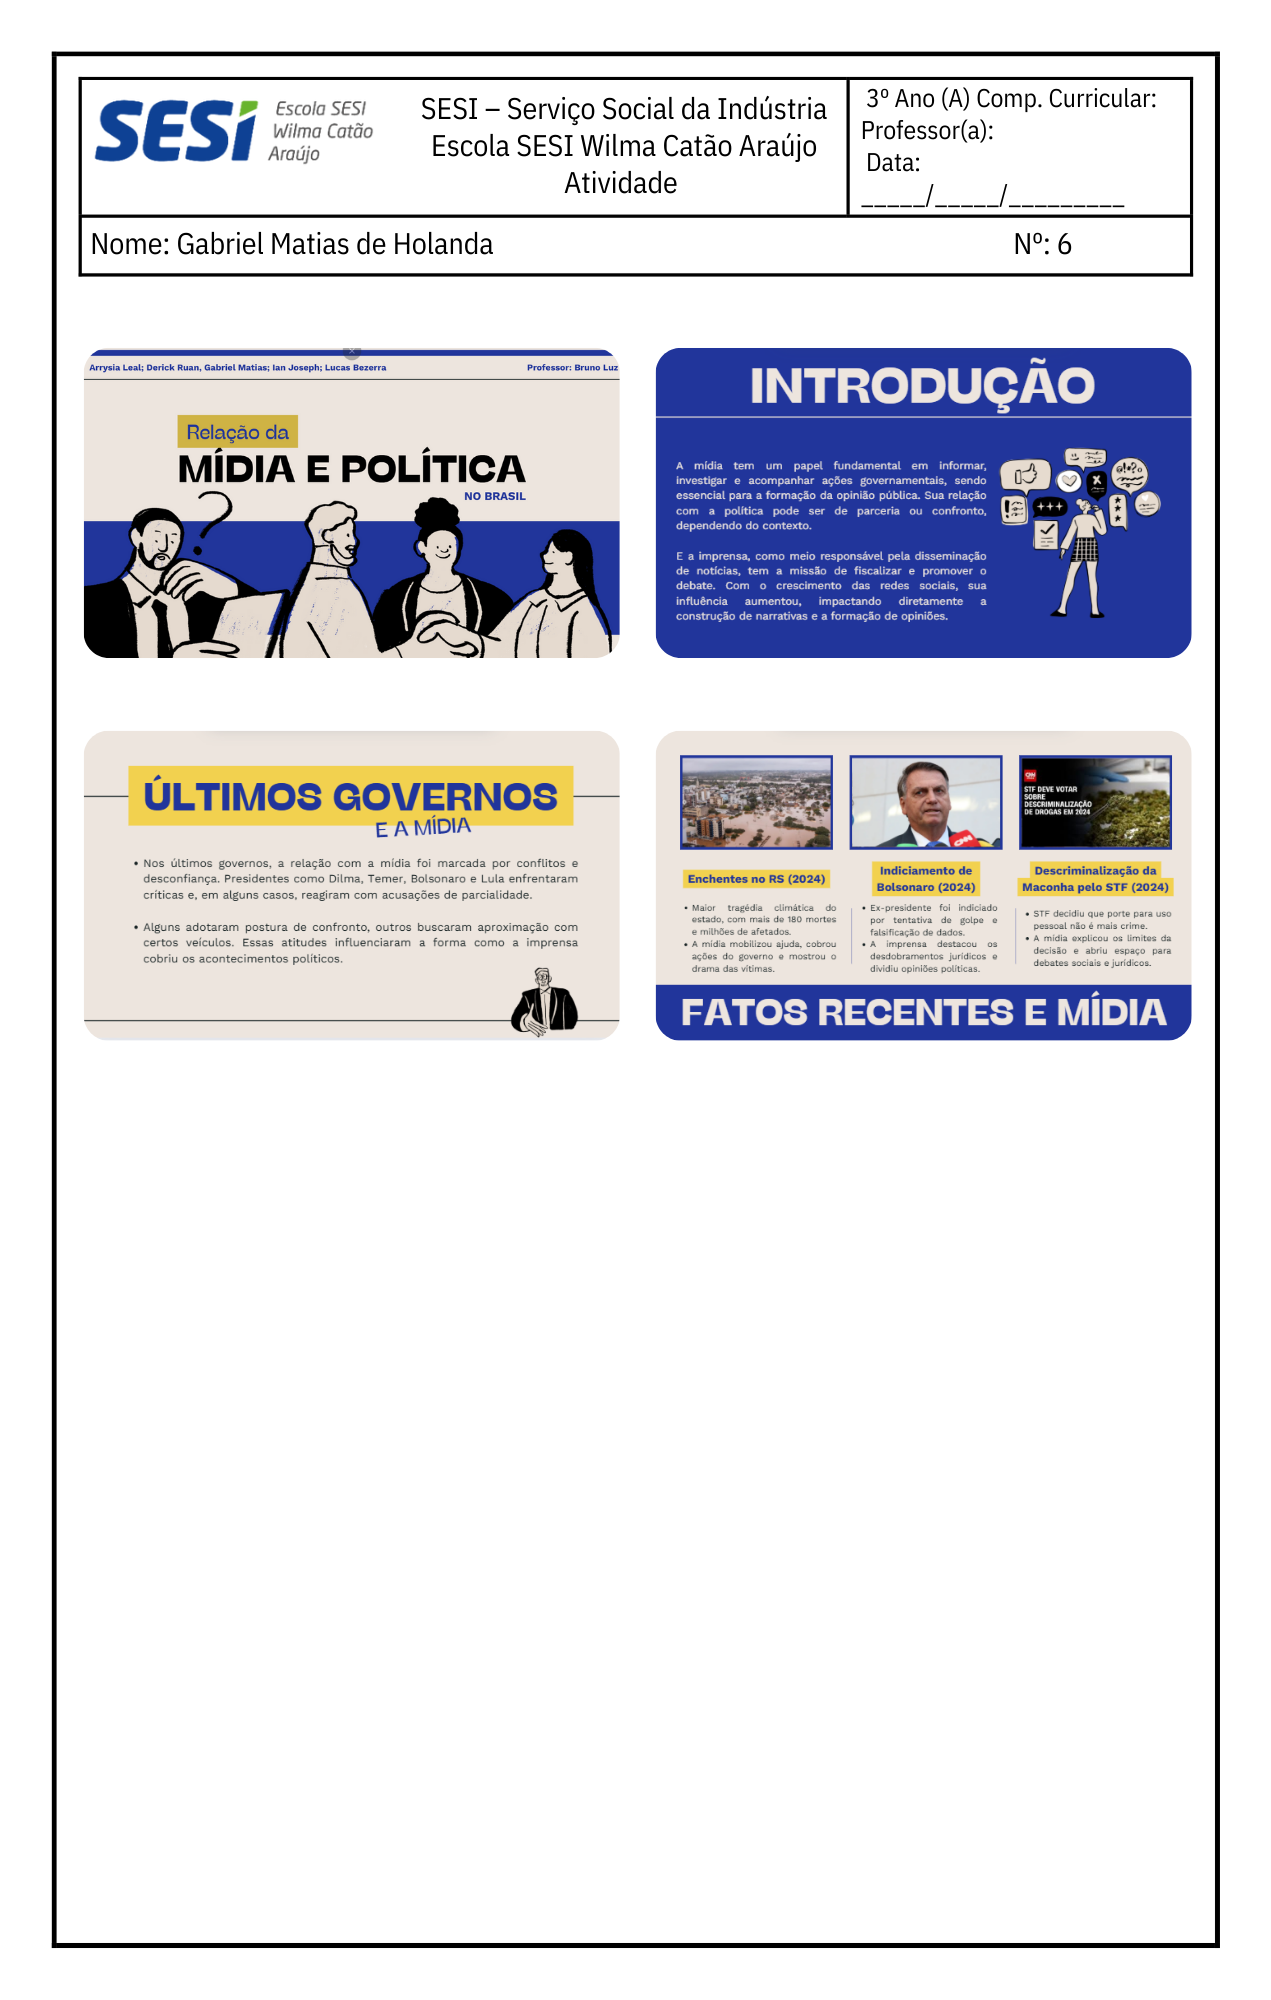 SESI
Escola SESI
Wilma Catão
Araújo
SESI – Serviço Social da Indústria
Escola SESI Wilma Catão Araújo
Atividade
3º Ano (A) Comp. Curricular:
Professor(a):
Data:
_____/_____/_________
Nome: Gabriel Matias de Holanda
Nº: 6
Arrysia Leal; Derick Ruan, Gabriel Matias; Ian Joseph; Lucas Bezerra
Professor: Bruno Luz
Relação da
MÍDIA E POLÍTICA
NO BRASIL
INTRODUÇÃO
A mídia tem um papel fundamental em informar,
investigar e acompanhar ações governamentais, sendo
essencial para a formação da opinião pública. Sua relação
com a política pode ser de parceria ou confronto,
dependendo do contexto.
E a imprensa, como meio responsável pela disseminação
de notícias, tem a missão de fiscalizar e promover o
debate. Com o crescimento das redes sociais, sua
influência aumentou, impactando diretamente a
construção de narrativas e a formação de opiniões.
ÚLTIMOS GOVERNOS
E A MÍDIA
• Nos últimos governos, a relação com a mídia foi marcada por conflitos e
desconfiança. Presidentes como Dilma, Temer, Bolsonaro e Lula enfrentaram
críticas e, em alguns casos, reagiram com acusações de parcialidade.
• Alguns adotaram postura de confronto, outros buscaram aproximação com
certos veículos. Essas atitudes influenciaram a forma como a imprensa
cobriu os acontecimentos políticos.
CNN
CNN
STF DEVE VOTAR
SOBRE
DESCRIMINALIZAÇÃO
DE DROGAS EM 2024
Enchentes no RS (2024)
• Maior tragédia climática do
estado, com mais de 180 mortes
e milhões de afetados.
• A mídia mobilizou ajuda, cobrou
ações do governo e mostrou o
drama das vítimas.
Indiciamento de
Bolsonaro (2024)
• Ex-presidente foi indiciado
por tentativa de golpe e
falsificação de dados.
• A imprensa destacou os
desdobramentos jurídicos e
dividiu opiniões políticas.
Descriminalização da
Maconha pelo STF (2024)
• STF decidiu que porte para uso
pessoal não é mais crime.
• A mídia explicou os limites da
decisão e abriu espaço para
debates sociais e jurídicos.
FATOS RECENTES E MÍDIA